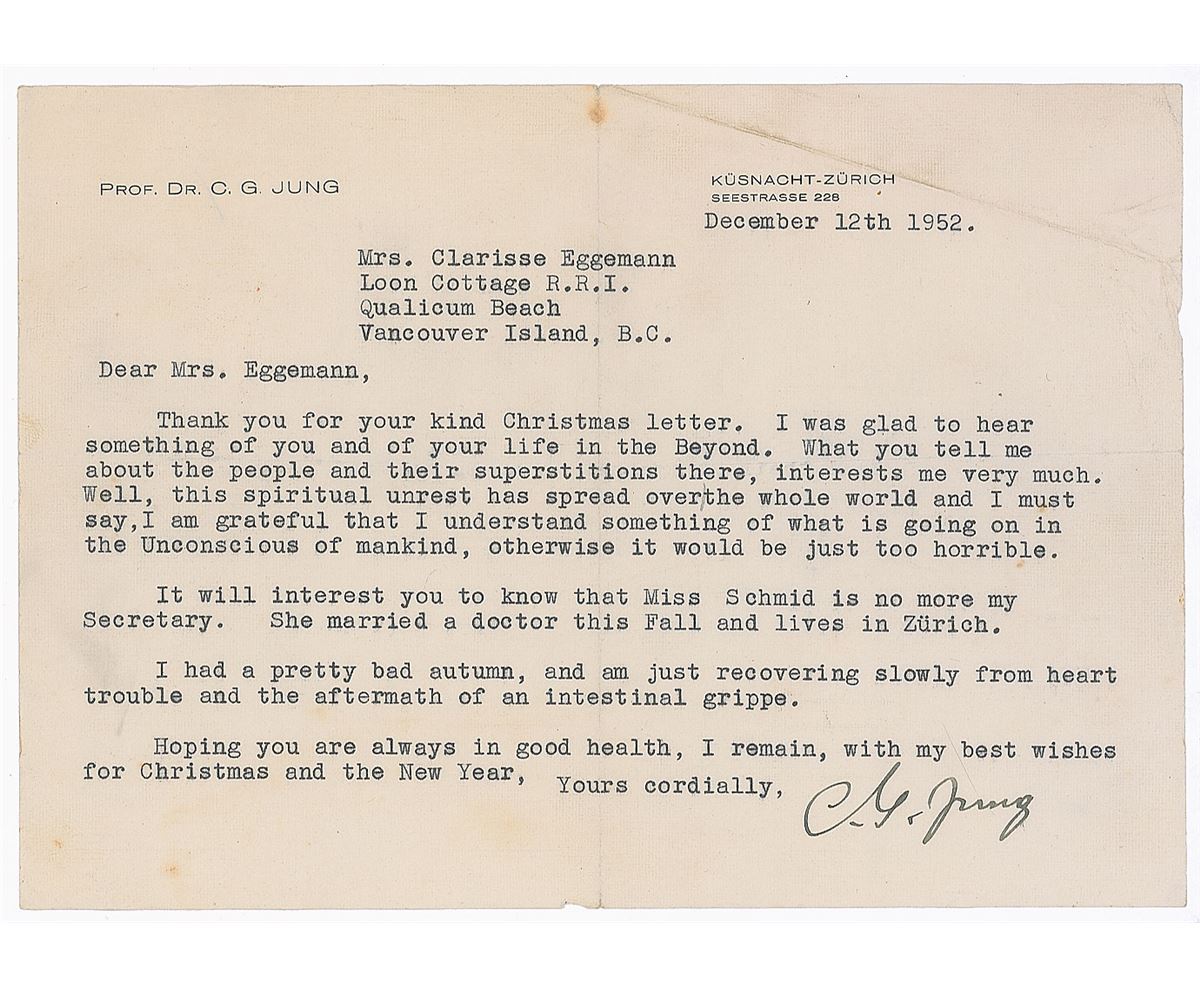 PROF. DR. C. G. JUNG
KÜSNACHT-ZÜRICH
SEESTRASSE 228
December 12th 1952.
Mrs. Clarisse Eggemann
Loon Cottage R.R.I.
Qualicum Beach
Vancouver Island, B.C.
Dear Mrs. Eggemann,
Thank you for your kind Christmas letter. I was glad to hear
something of you and of your life in the Beyond. What you tell me
about the people and their superstitions there, interests me very much.
Well, this spiritual unrest has spread over/the whole world and I must
say,I am grateful that I understand something of what is going on in
the Unconscious of mankind, otherwise it would be just too horrible.
It will interest you to know that Miss Schmid is no more my
Secretary. She married a doctor this Fall and lives in Zürich.
I had a pretty bad autumn, and am just recovering slowly from heart
trouble and the aftermath of an intestinal grippe.
Hoping you are always in good health, I remain, with my best wishes
for Christmas and the New Year,
Yours cordially,
C. G. Jung